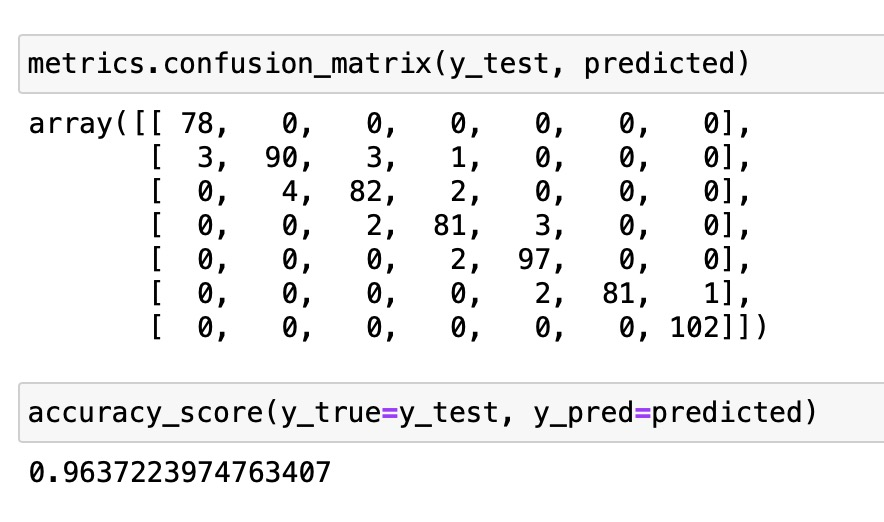 metrics.confusion_matrix(y_test, predicted)
array([[ 78,   0,   0,   0,   0,   0,   0],
       [  3,  90,   3,   1,   0,   0,   0],
       [  0,   4,  82,   2,   0,   0,   0],
       [  0,   0,   2,  81,   3,   0,   0],
       [  0,   0,   0,   2,  97,   0,   0],
       [  0,   0,   0,   0,   2,  81,   1],
       [  0,   0,   0,   0,   0,   0, 102]])
accuracy_score(y_true=y_test, y_pred=predicted)
0.9637223974763407